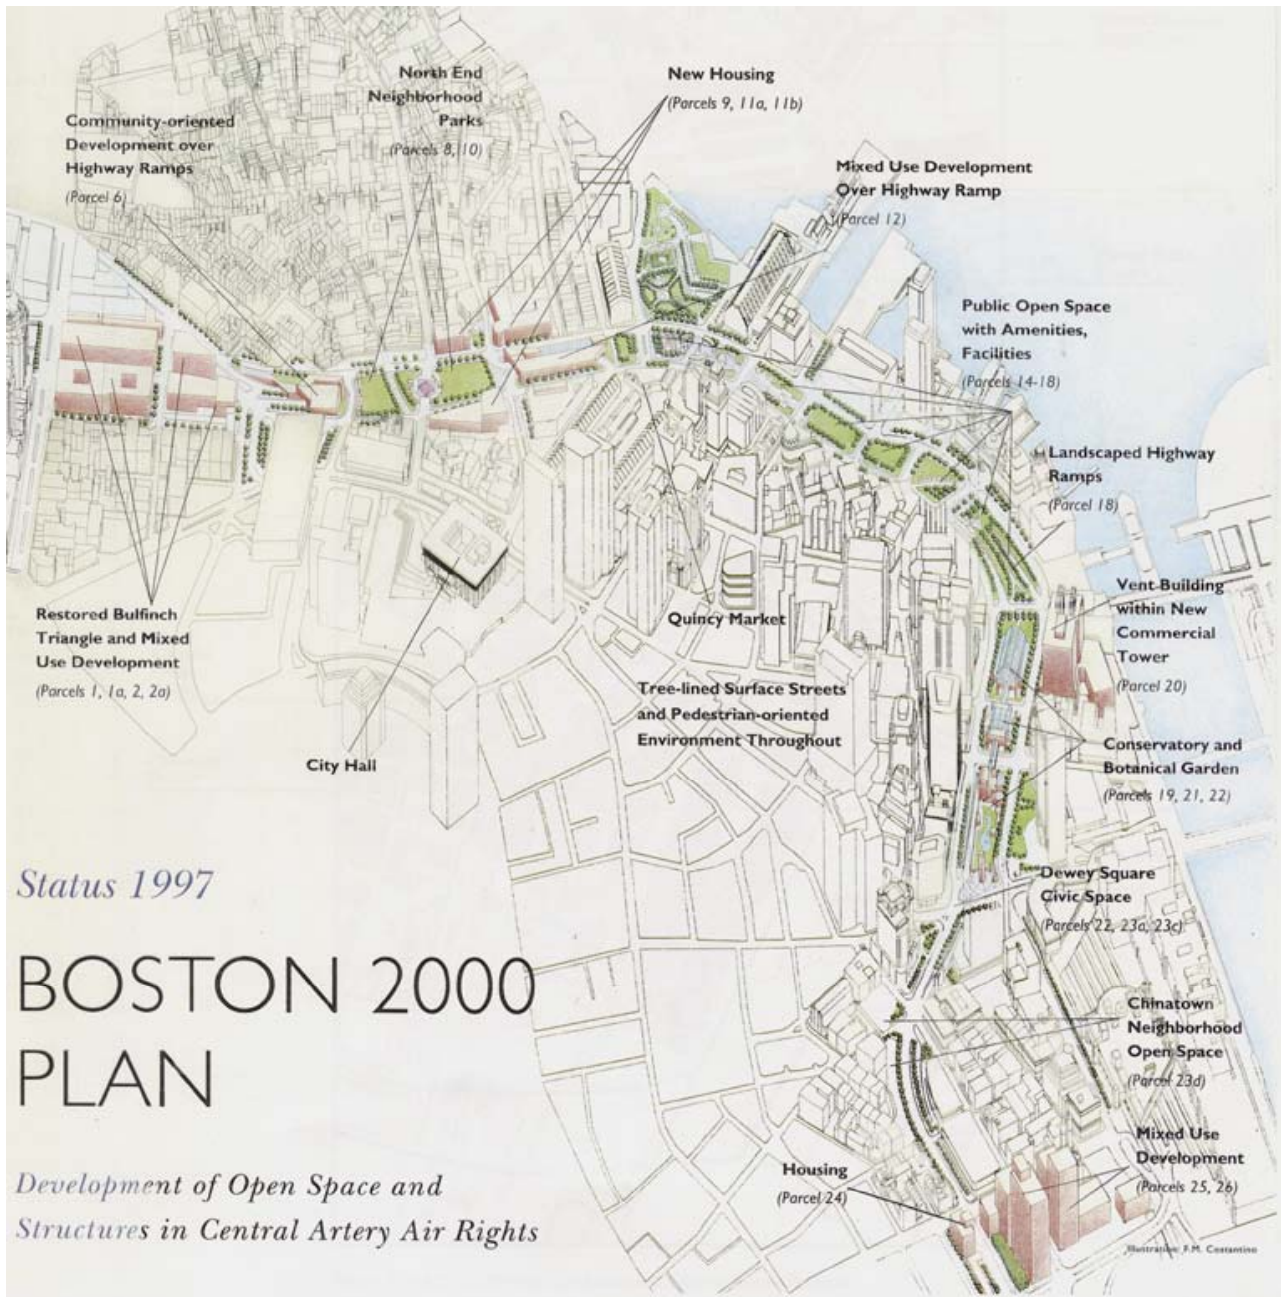 North End
Neighborhood
Parks
(Parcels 8, 10)
New Housing
(Parcels 9, 11a, 11b)
Community-oriented
Development over
Highway Ramps
(Parcel 6)
Mixed Use Development
Over Highway Ramp
(Parcel 12)
Public Open Space
with Amenities,
Facilities
(Parcels 14-18)
Landscaped Highway
Ramps
(Parcel 18)
Vent Building
within New
Commercial
Tower
(Parcel 20)
Restored Bulfinch
Triangle and Mixed
Use Development
(Parcels 1, 1a, 2, 2a)
Quincy Market
Tree-lined Surface Streets
and Pedestrian-oriented
Environment Throughout
City Hall
Conservatory and
Botanical Garden
(Parcels 19, 21, 22)
Dewey Square
Civic Space
(Parcels 22, 23a, 23c)
Chinatown
Neighborhood
Open Space
(Parcel 23d)
Mixed Use
Development
(Parcels 25, 26)
Housing
(Parcel 24)
Status 1997
BOSTON 2000
PLAN
Development of Open Space and
Structures in Central Artery Air Rights
Illustration: F.M. Costantino